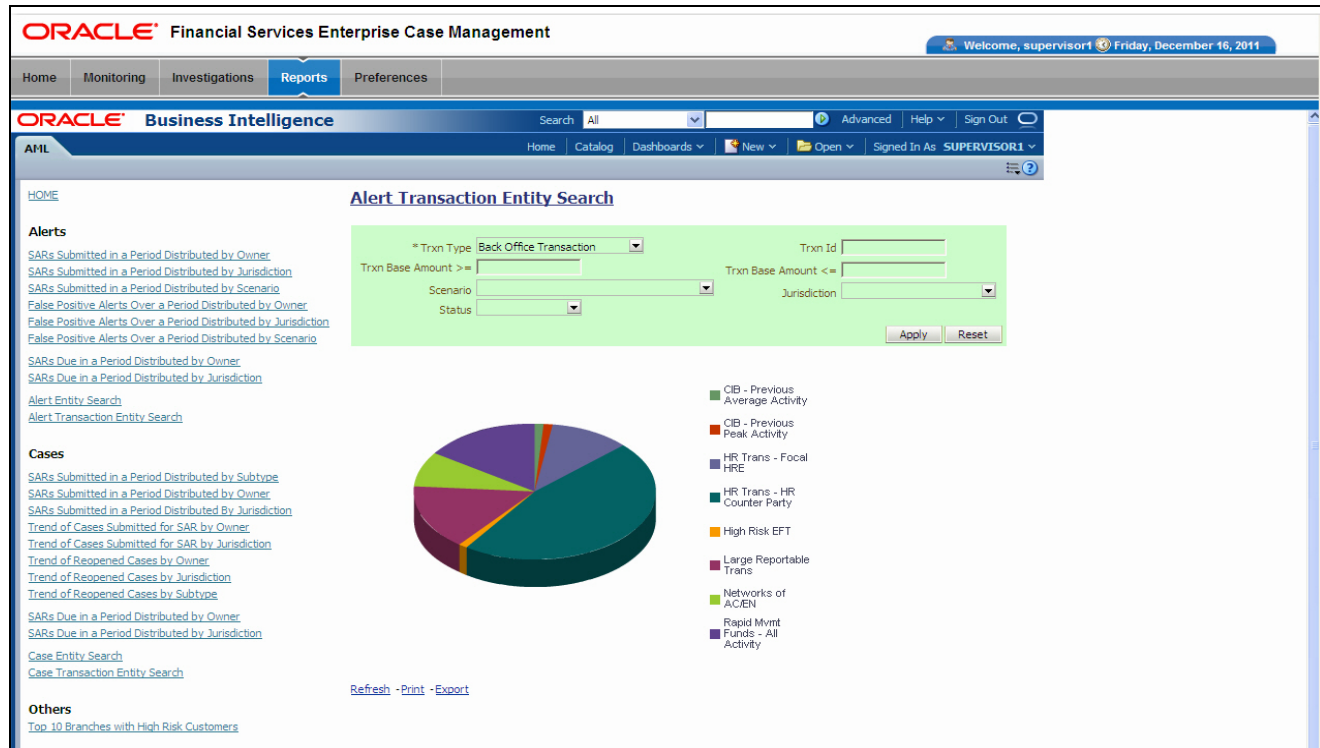 ORACLE® Financial Services Enterprise Case Management
Welcome, supervisor1 Friday, December 16, 2011
Home Monitoring Investigations Reports Preferences
ORACLE® Business Intelligence
Search All Advanced Help Sign Out
AML
Home Catalog Dashboards New Open Signed In As SUPERVISOR1
HOME
Alerts
SARs Submitted in a Period Distributed by Owner
SARs Submitted in a Period Distributed by Jurisdiction
SARs Submitted in a Period Distributed by Scenario
False Positive Alerts Over a Period Distributed by Owner
False Positive Alerts Over a Period Distributed by Jurisdiction
False Positive Alerts Over a Period Distributed by Scenario
SARs Due in a Period Distributed by Owner
SARs Due in a Period Distributed by Jurisdiction
Alert Entity Search
Alert Transaction Entity Search
Cases
SARs Submitted in a Period Distributed by Subtype
SARs Submitted in a Period Distributed by Owner
SARs Submitted in a Period Distributed By Jurisdiction
Trend of Cases Submitted for SAR by Owner
Trend of Cases Submitted for SAR by Jurisdiction
Trend of Reopened Cases by Owner
Trend of Reopened Cases by Jurisdiction
Trend of Reopened Cases by Subtype
SARs Due in a Period Distributed by Owner
SARs Due in a Period Distributed by Jurisdiction
Case Entity Search
Case Transaction Entity Search
Others
Top 10 Branches with High Risk Customers
Alert Transaction Entity Search
* Trxn Type Back Office Transaction Trxn Id
Trxn Base Amount >= Trxn Base Amount <=
Scenario Jurisdiction
Status
Apply Reset
CIB - Previous
Average Activity
CIB - Previous
Peak Activity
HR Trans - Focal
HRE
HR Trans - HR
Counter Party
High Risk EFT
Large Reportable
Trans
Networks of
AC/EN
Rapid Mvmt
Funds - All
Activity
Refresh - Print - Export